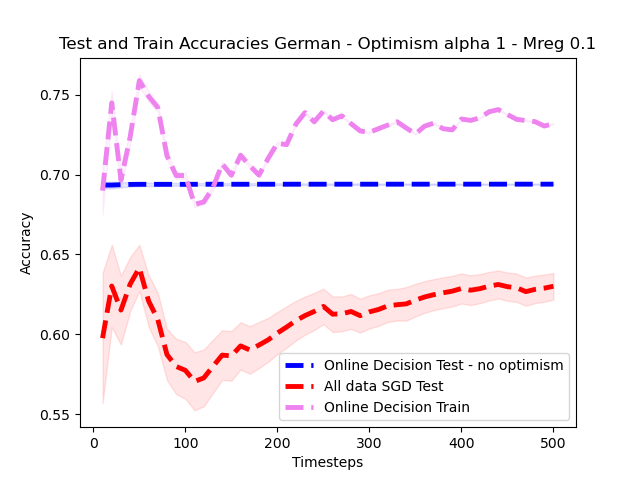 Test and Train Accuracies German - Optimism alpha 1 - Mreg 0.1
Accuracy
0.75
0.70
0.65
0.60
0.55
Online Decision Test - no optimism
All data SGD Test
Online Decision Train
0
100
200
300
400
500
Timesteps